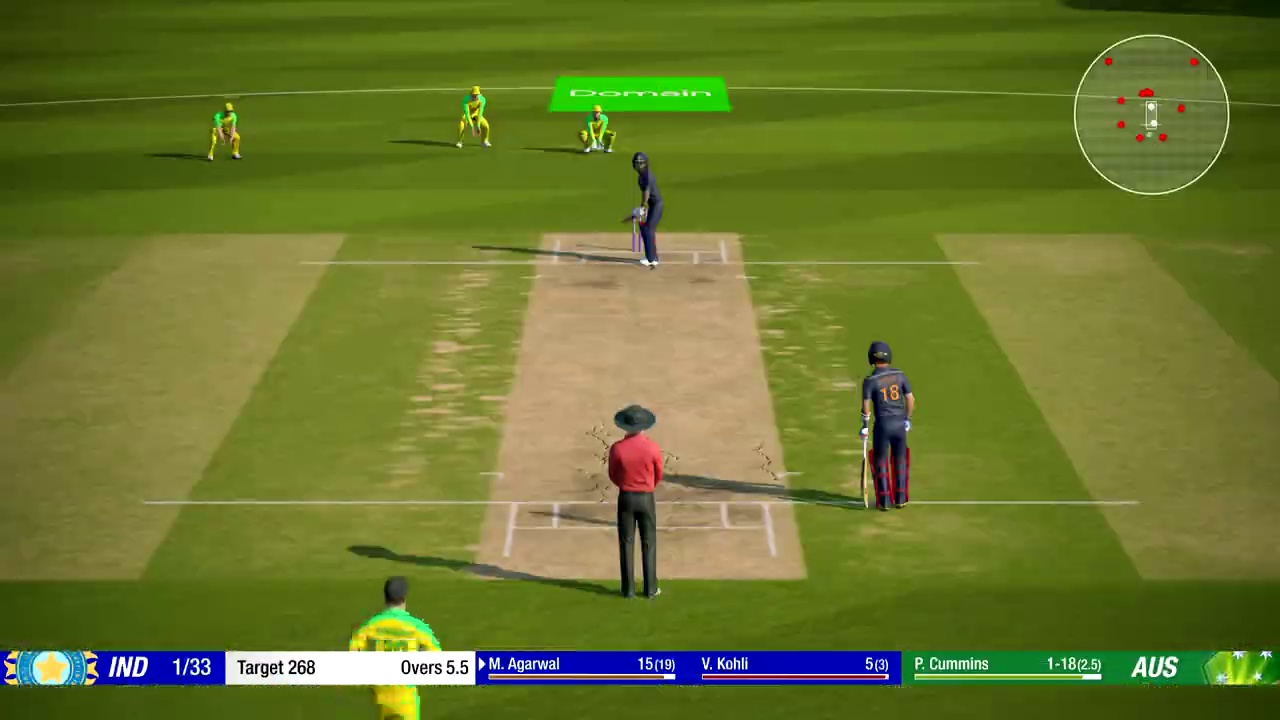 Domain
18
IND 1/33 Target 268 Overs 5.5 M. Agarwal 15(19) V. Kohli 5(3) P. Cummins 1-18(2.5) AUS